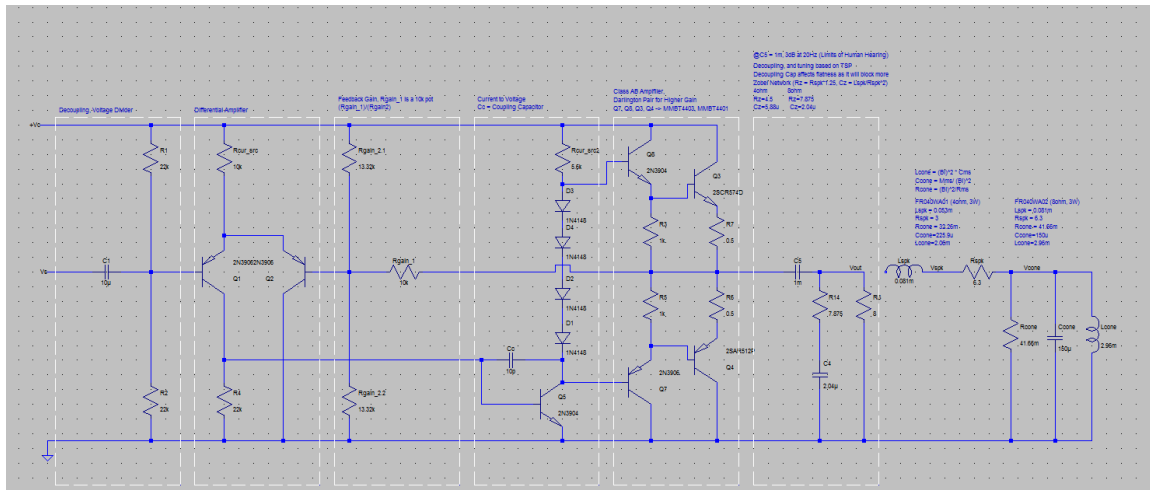 @C5 = 1m, 3dB at 20Hz (Limits of Human Hearing)
Decoupling, and tuning based on TSP
Decoupling Cap affects flatness as it will block more
Zobel Network (Rz = Rspk*1.25, Cz = Lspk/Rspk^2)
4ohm 8ohm
Rz=4.5 Rz=7.875
Cz=5.88u Cz=2.04u
Class AB Ampifier,
Darlington Pair for Higher Gain
Q7, Q8, Q3, Q4 => MMBT4403, MMBT4401
Current to Voltage
Co = Coupling Capacitor
Feedback Gain, Rgain_1 is a 10k pot
(Rgain_1)/(Rgain2)
Differential Amplifier
Decoupling, Voltage Divider
+Vc
R1
22k
Rcur_src
10k
Rgain_2.1
13.32k
Rcur_src2
5.6k
Q6
2N3904
Q3
2SCR574D
D3
1N4148
D4
1N4148
R3
1k
R7
0.5
Lcone = (Bl)^2 * Cms
Ccone = Mms/ (Bl)^2
Rcone = (Bl)^2/Rms
FR040WA01 (4ohm, 3W)
Lspk = 0.053m
Rspk = 3
Rcone = 32.26m
Ccone=225.9u
Lcone=2.06m
FR040WA02 (8ohm, 3W)
Lspk = 0.081m
Rspk = 6.3
Rcone = 41.66m
Ccone=150u
Lcone=2.96m
Vs
C1
10µ
2N3906
2N3906
Q1
Q2
Rgain_1
10k
D2
1N4148
D1
1N4148
R5
1k
R6
0.5
C5
1m
Vout
Lspk
0.081m
Vspk
Rspk
6.3
Vcone
R14
7.875
8
Rcone
41.66m
Ccone
150µ
Lcone
2.96m
Cc
10p
2N3906
Q7
Q4
C4
2.04µ
R2
22k
R4
22k
Rgain_2.2
13.32k
Q5
2N3904